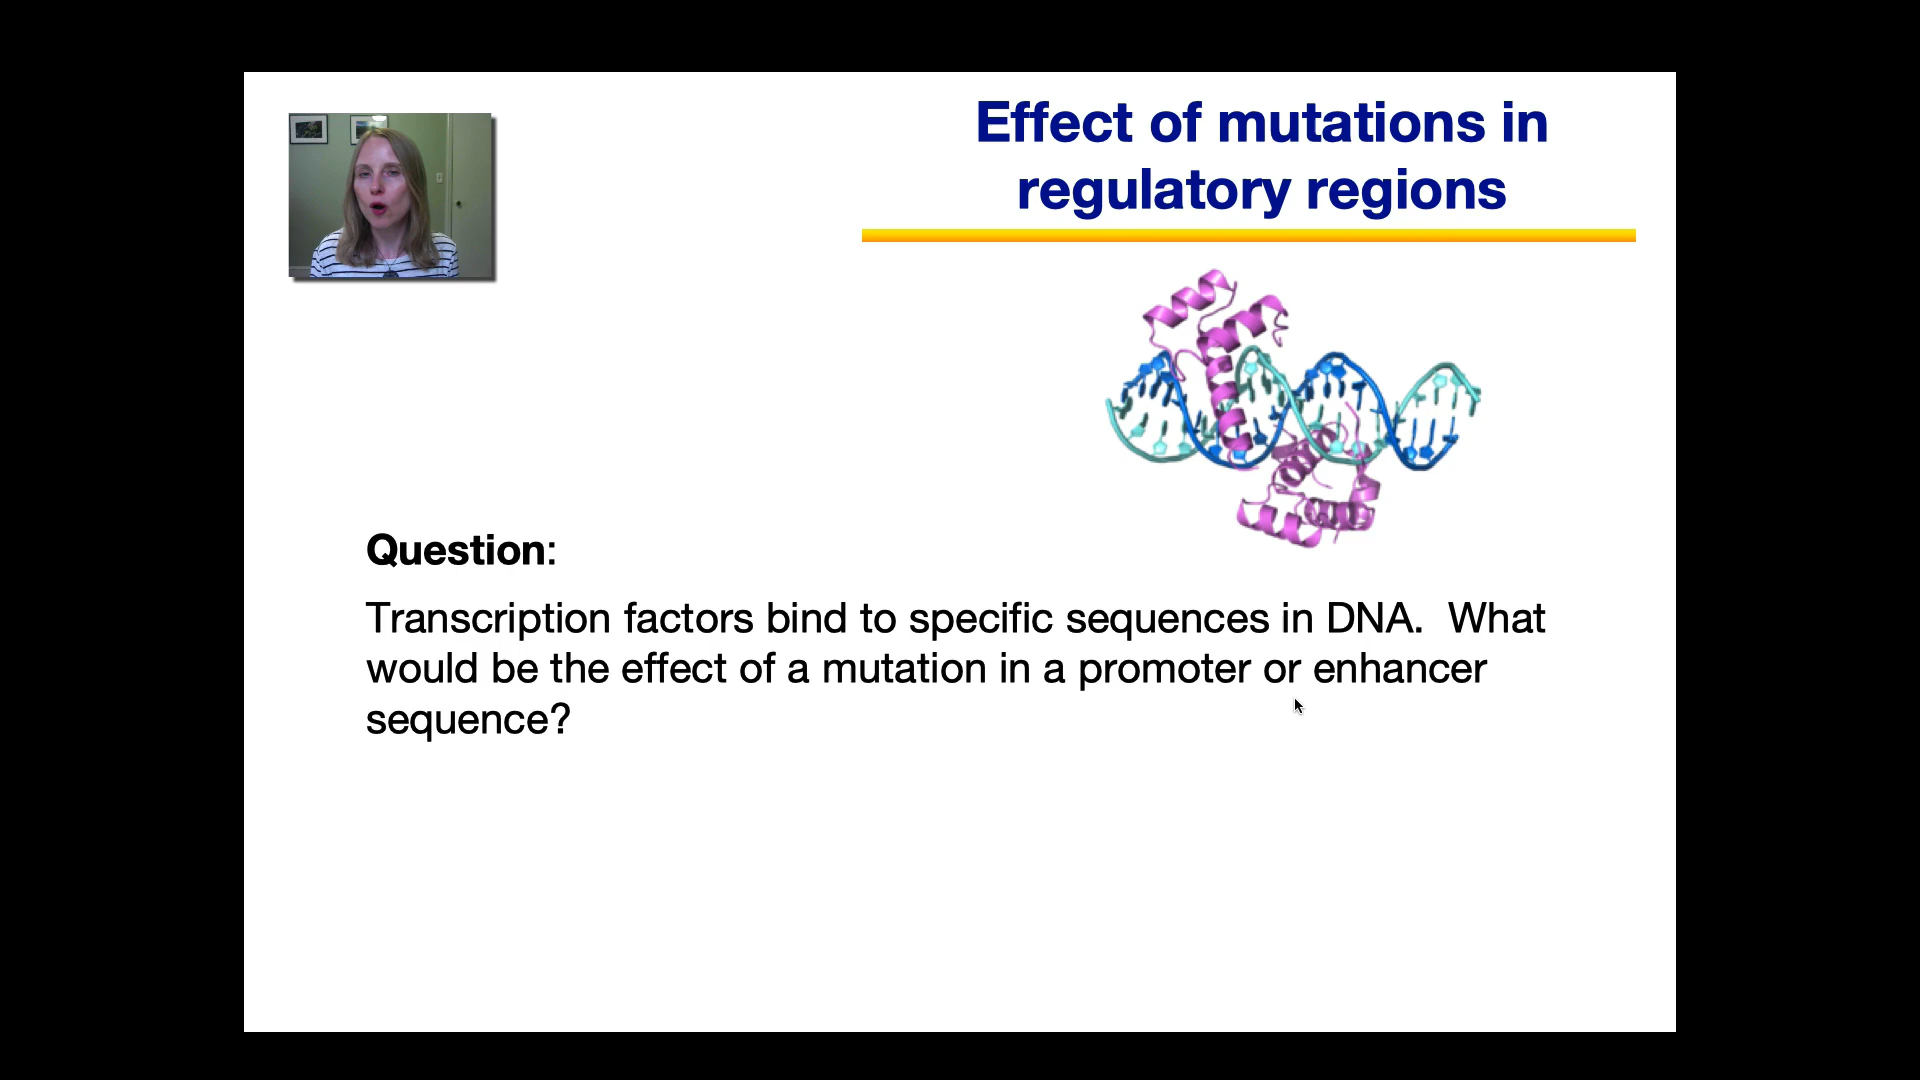 Effect of mutations in
regulatory regions
Question:
Transcription factors bind to specific sequences in DNA.  What
would be the effect of a mutation in a promoter or enhancer
sequence?